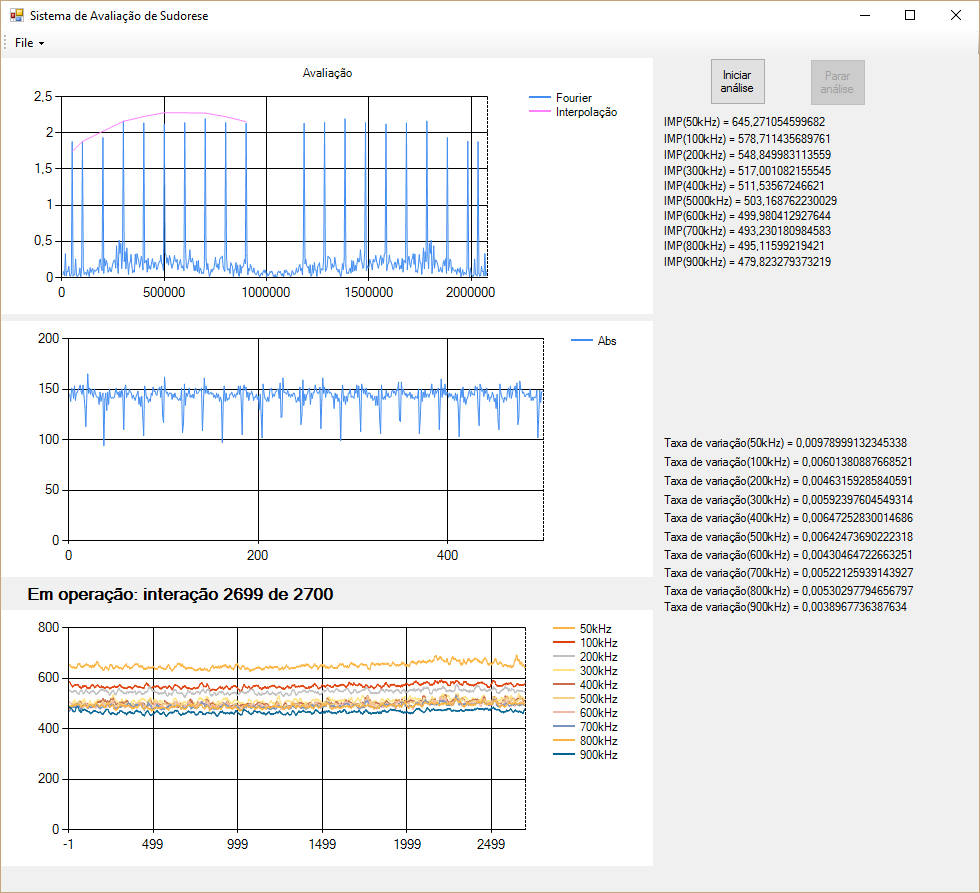 Sistema de Avaliação de Sudorese
File
Avaliação
2,5
2
1,5
1
0,5
0
0 500000 1000000 1500000 2000000
Fourier
Interpolação
Iniciar análise
Parar análise
IMP(50kHz) = 645,271054599682
IMP(100kHz) = 578,711435689761
IMP(200kHz) = 548,849983113559
IMP(300kHz) = 517,001082155545
IMP(400kHz) = 511,53567246621
IMP(5000kHz) = 503,168762230029
IMP(600kHz) = 499,980412927644
IMP(700kHz) = 493,230180984583
IMP(800kHz) = 495,11599219421
IMP(900kHz) = 479,823279373219
200
150
100
50
0
0 200 400
Abs
Taxa de variação(50kHz) = 0,00978999132345338
Taxa de variação(100kHz) = 0,00601380887668521
Taxa de variação(200kHz) = 0,00463159285840591
Taxa de variação(300kHz) = 0,00592397604549314
Taxa de variação(400kHz) = 0,00647252830014686
Taxa de variação(500kHz) = 0,00642473690222318
Taxa de variação(600kHz) = 0,00430464722663251
Taxa de variação(700kHz) = 0,00522125939143927
Taxa de variação(800kHz) = 0,00530297794656797
Taxa de variação(900kHz) = 0,0038967736387634
Em operação: interação 2699 de 2700
800
600
400
200
0
-1 499 999 1499 1999 2499
50kHz
100kHz
200kHz
300kHz
400kHz
500kHz
600kHz
700kHz
800kHz
900kHz